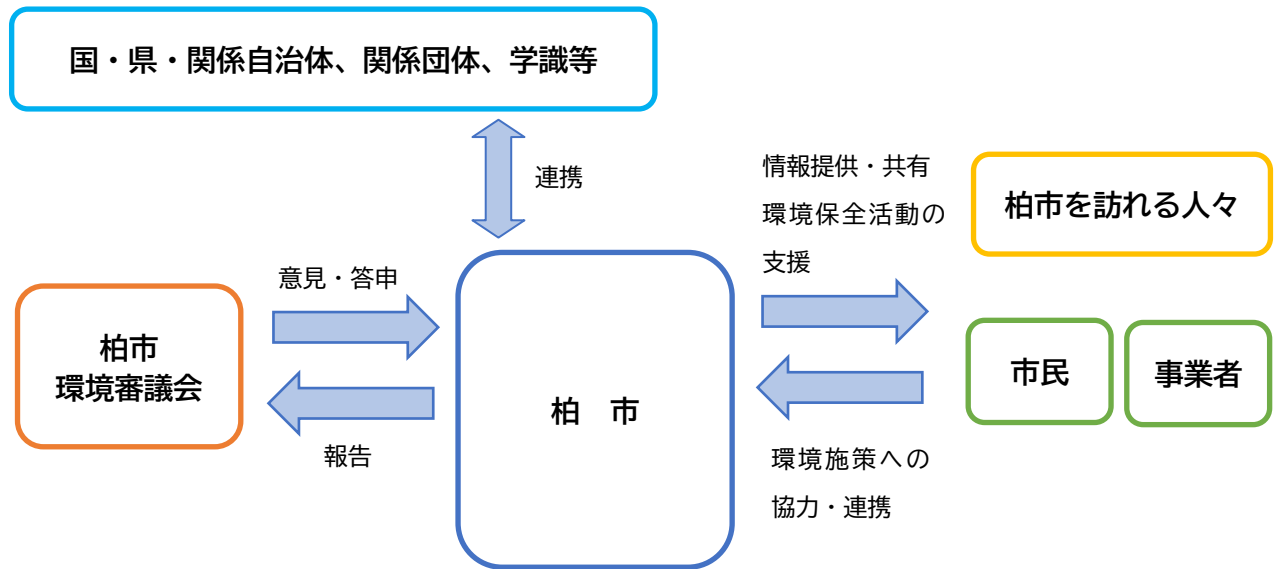 国・県・関係自治体、関係団体、学識等
連携
情報提供・共有
環境保全活動の
支援
柏市を訪れる人々
意見・答申
柏市
環境審議会
報告
柏　市
市民
事業者
環境施策への
協力・連携